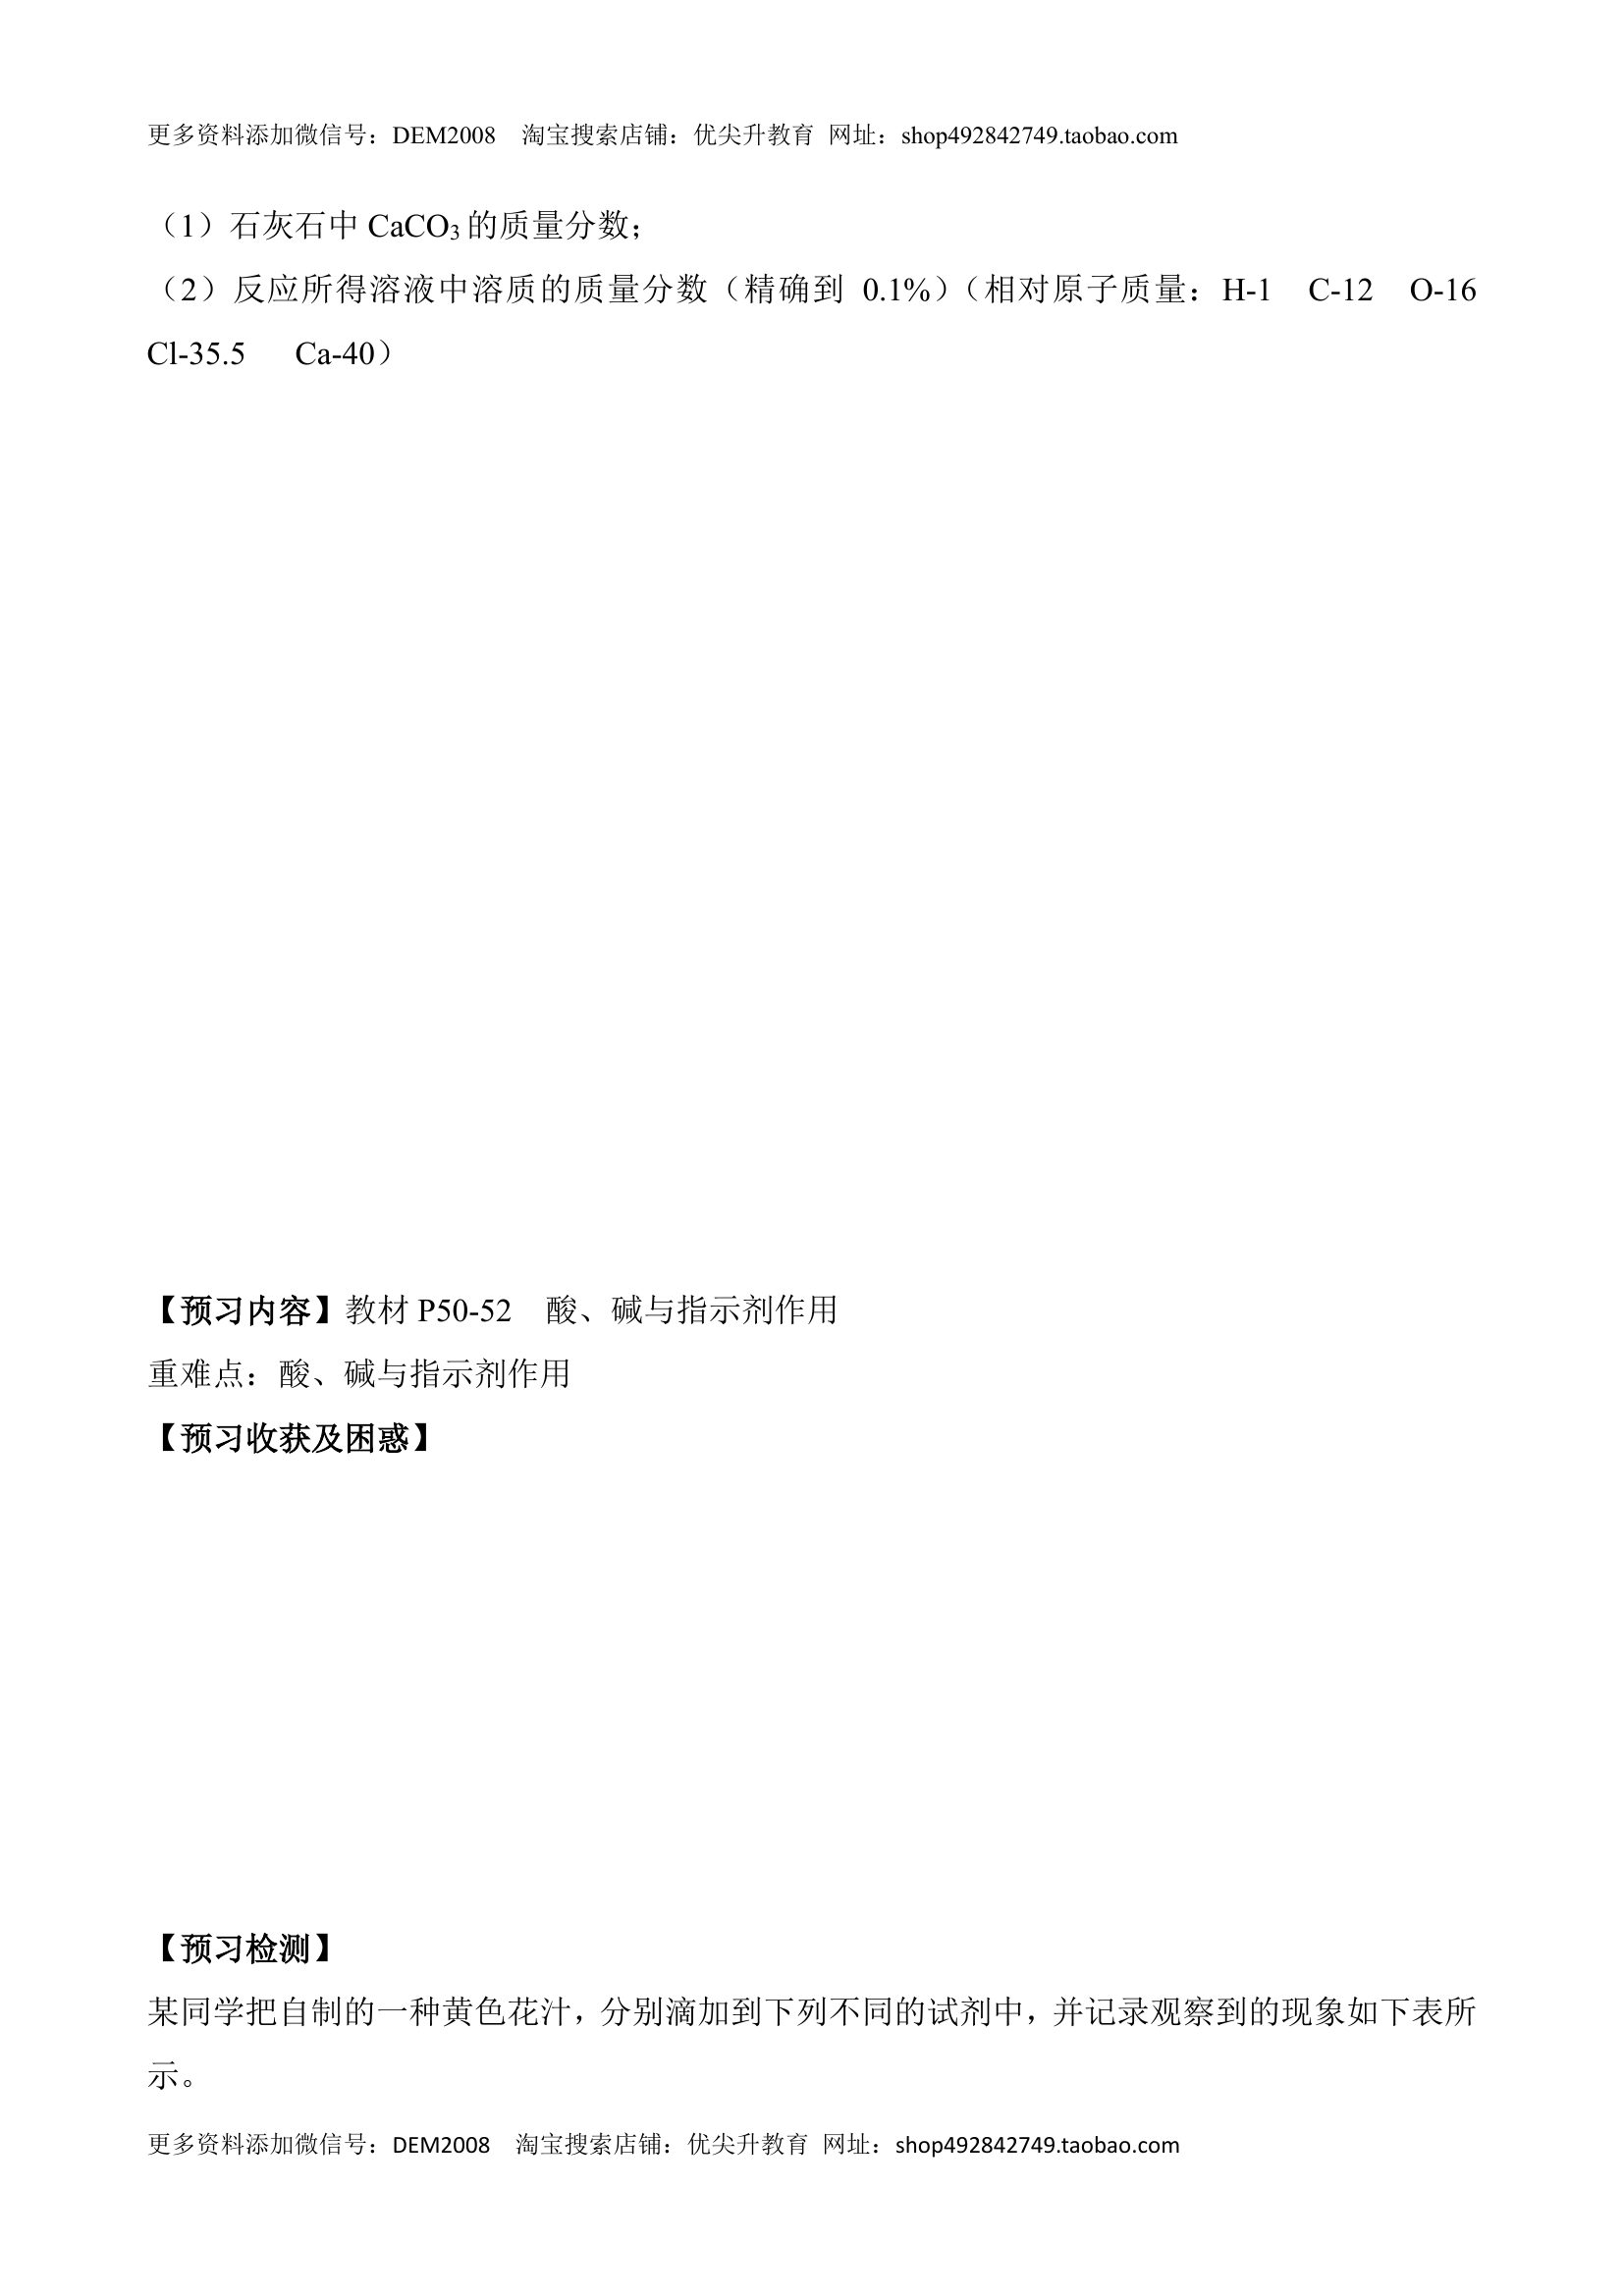 更多资料添加微信号：DEM2008 淘宝搜索店铺：优尖升教育 网址：shop492842749.taobao.com
（1）石灰石中 CaCO₃ 的质量分数；
（2）反应所得溶液中溶质的质量分数（精确到 0.1%）（相对原子质量：H-1 C-12 O-16
Cl-35.5 Ca-40）
【预习内容】教材 P50-52 酸、碱与指示剂作用
重难点：酸、碱与指示剂作用
【预习收获及困惑】
【预习检测】
某同学把自制的一种黄色花汁，分别滴加到下列不同的试剂中，并记录观察到的现象如下表所
示。
更多资料添加微信号：DEM2008 淘宝搜索店铺：优尖升教育 网址：shop492842749.taobao.com